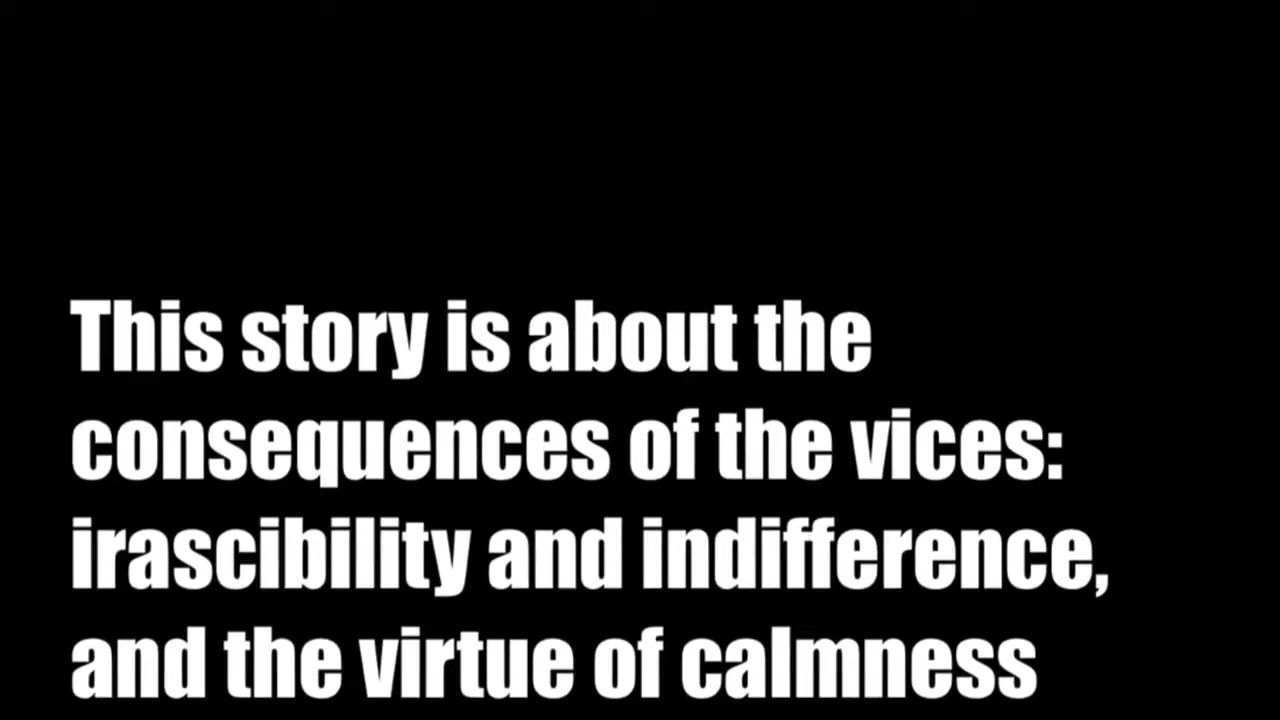 This story is about the
consequences of the vices:
irascibility and indifference,
and the virtue of calmness